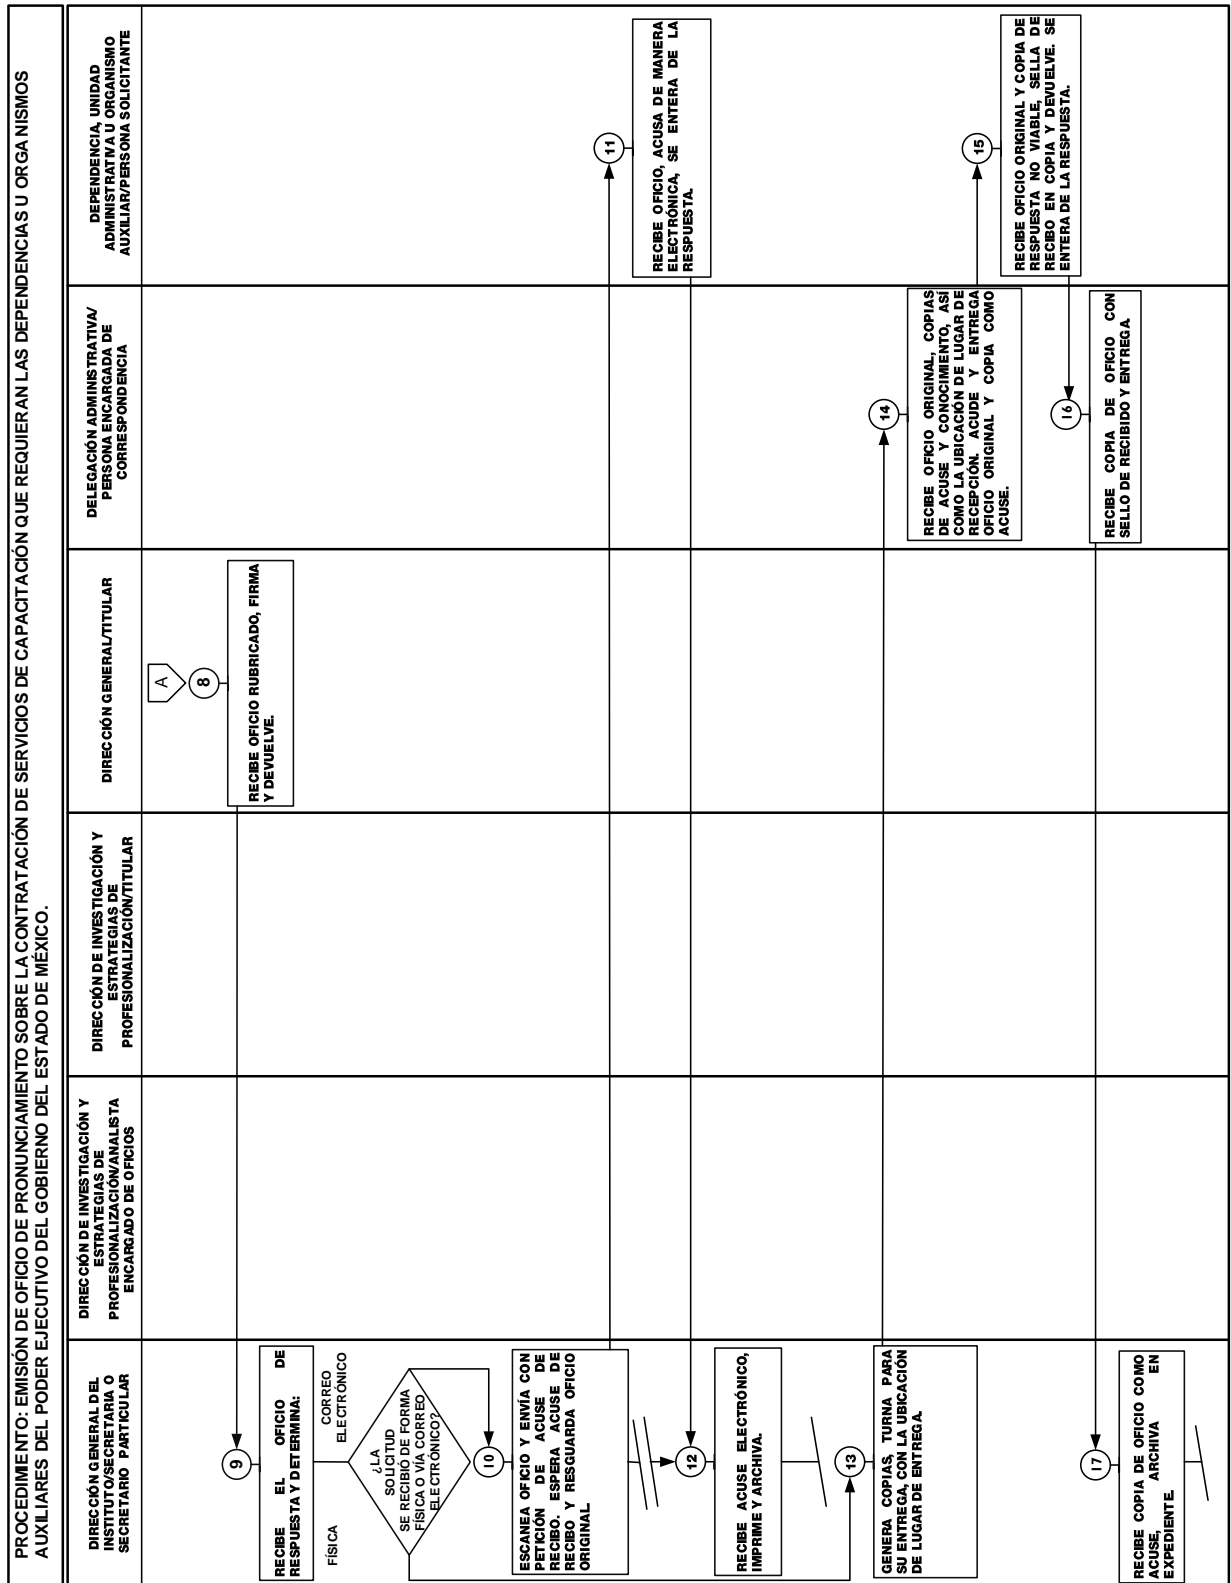 PROCEDIMIENTO: EMISIÓN DE OFICIO DE PRONUNCIAMIENTO SOBRE LA CONTRATACIÓN DE SERVICIOS DE CAPACITACIÓN QUE REQUIERAN LAS DEPENDENCIAS U ORGANISMOS
AUXILIARES DEL PODER EJECUTIVO DEL GOBIERNO DEL ESTADO DE MÉXICO.
DIRECCIÓN GENERAL DEL
INSTITUTO/SECRETARIA O
SECRETARIO PARTICULAR
DIRECCIÓN DE INVESTIGACIÓN Y
ESTRATEGIAS DE
PROFESIONALIZACIÓN/ANALISTA
ENCARGADO DE OFICIOS
DIRECCIÓN DE INVESTIGACIÓN Y
ESTRATEGIAS DE
PROFESIONALIZACIÓN/TITULAR
DIRECCIÓN GENERAL/TITULAR
DELEGACIÓN ADMINISTRATIVA/
PERSONA ENCARGADA DE
CORRESPONDENCIA
DEPENDENCIA, UNIDAD
ADMINISTRATIVA U ORGANISMO
AUXILIAR/PERSONA SOLICITANTE
A
8
RECIBE OFICIO RUBRICADO, FIRMA
Y DEVUELVE.
9
RECIBE EL OFICIO DE
RESPUESTA Y DETERMINA:
FÍSICA
CORREO
ELECTRÓNICO
¿LA
SOLICITUD
SE RECIBIÓ DE FORMA
FÍSICA O VÍA CORREO
ELECTRÓNICO?
10
ESCANEA OFICIO Y ENVÍA CON
PETICIÓN DE ACUSE DE
RECIBO. ESPERA ACUSE DE
RECIBO Y RESGUARDA OFICIO
ORIGINAL.
11
RECIBE OFICIO, ACUSA DE MANERA
ELECTRÓNICA, SE ENTERA DE LA
RESPUESTA.
12
RECIBE ACUSE ELECTRÓNICO,
IMPRIME Y ARCHIVA.
13
GENERA COPIAS, TURNA PARA
SU ENTREGA, CON LA UBICACIÓN
DE LUGAR DE ENTREGA.
14
RECIBE OFICIO ORIGINAL, COPIAS
DE ACUSE Y CONOCIMIENTO, ASÍ
COMO LA UBICACIÓN DE LUGAR DE
RECEPCIÓN. ACUDE Y ENTREGA
OFICIO ORIGINAL Y COPIA COMO
ACUSE.
15
RECIBE OFICIO ORIGINAL Y COPIA DE
RESPUESTA NO VIABLE, SELLA DE
RECIBO EN COPIA Y DEVUELVE. SE
ENTERA DE LA RESPUESTA.
16
RECIBE COPIA DE OFICIO CON
SELLO DE RECIBIDO Y ENTREGA.
17
RECIBE COPIA DE OFICIO COMO
ACUSE, ARCHIVA EN
EXPEDIENTE.